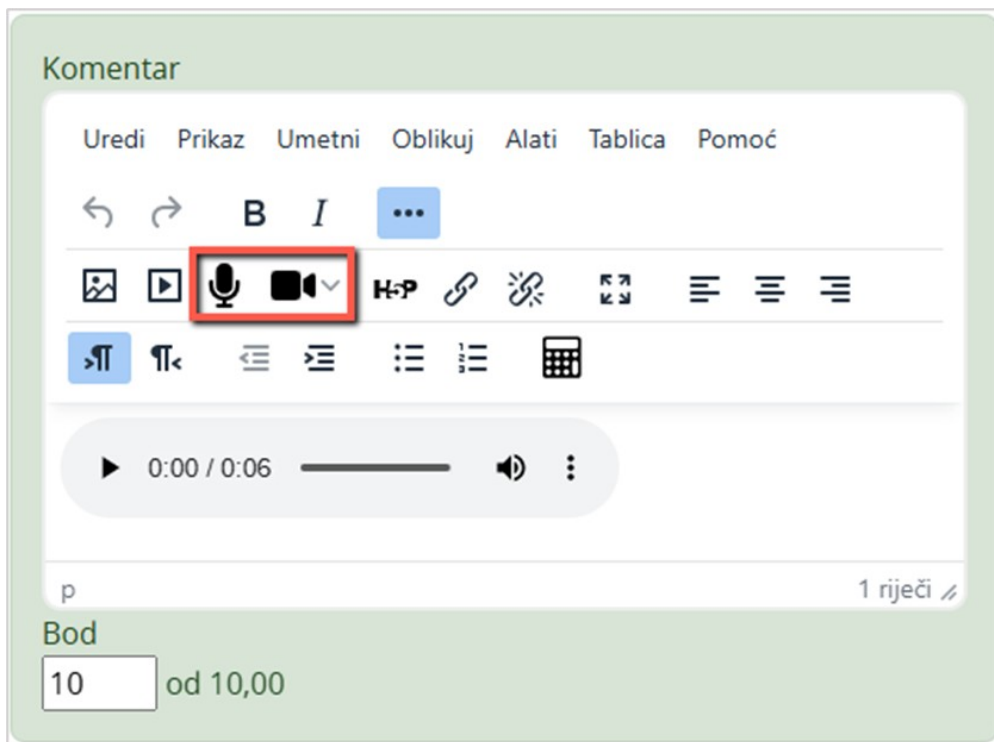 Komentar
Uredi Prikaz Umetni Oblikuj Alati Tablica Pomoć
B I
H5P
0:00 / 0:06
p 1 riječi
Bod
10 od 10,00